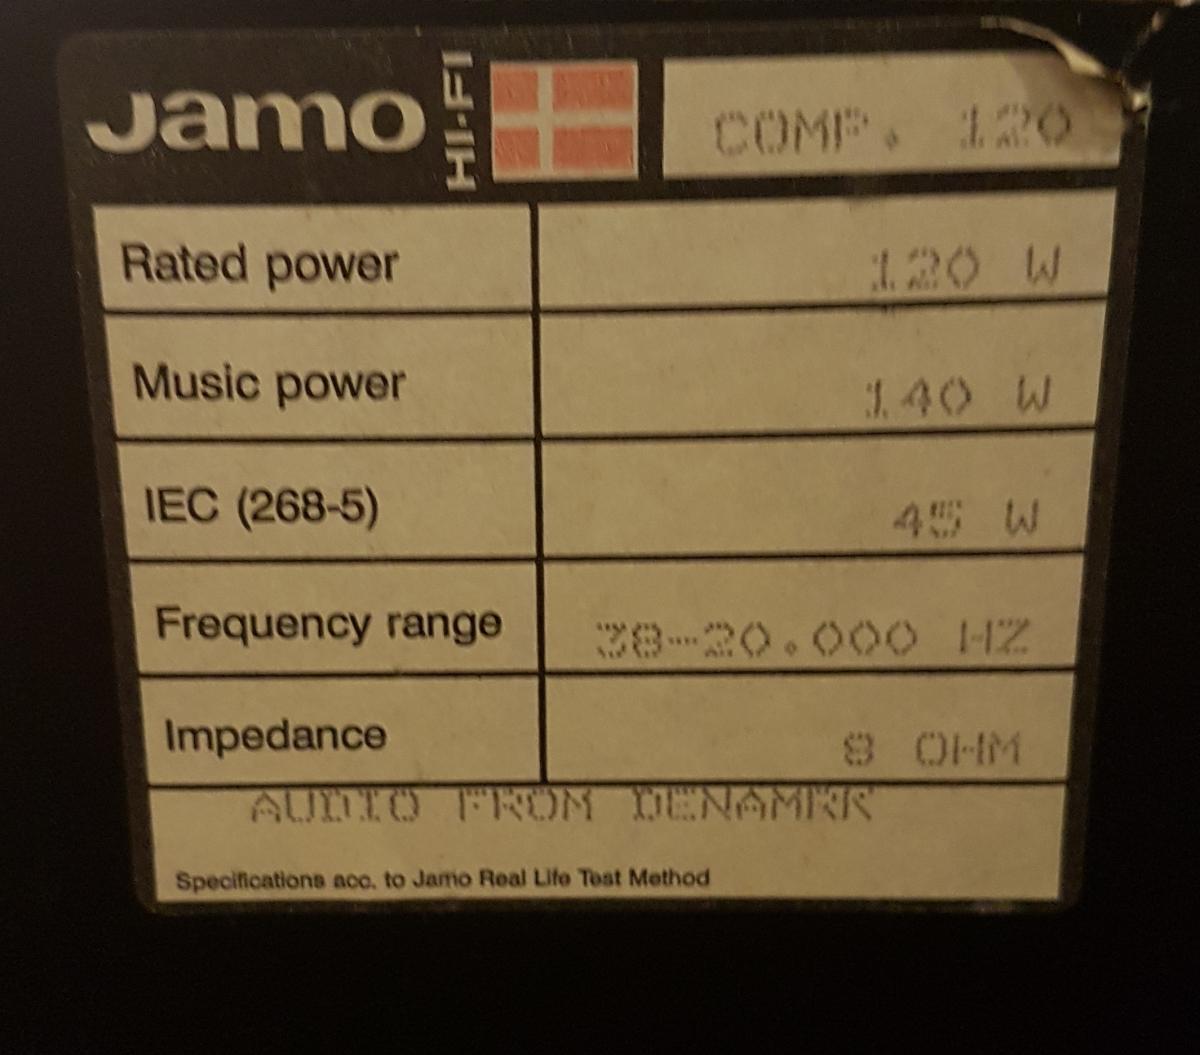 Jamo HI-FI COMP. 120
Rated power 120 W
Music power 140 W
IEC (268-5) 45 W
Frequency range 38-20.000 HZ
Impedance 8 OHM
AUDIO FROM DENAMRK
Specifications acc. to Jamo Real Life Test Method